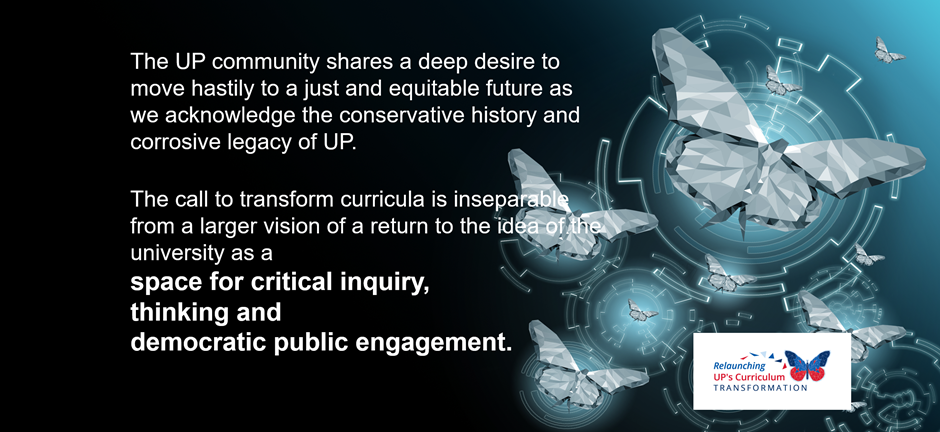 The UP community shares a deep desire to
move hastily to a just and equitable future as
we acknowledge the conservative history and
corrosive legacy of UP.
The call to transform curricula is inseparable
from a larger vision of a return to the idea of the
university as a
space for critical inquiry,
thinking and
democratic public engagement.
Relaunching
UP's Curriculum
TRANSFORMATION